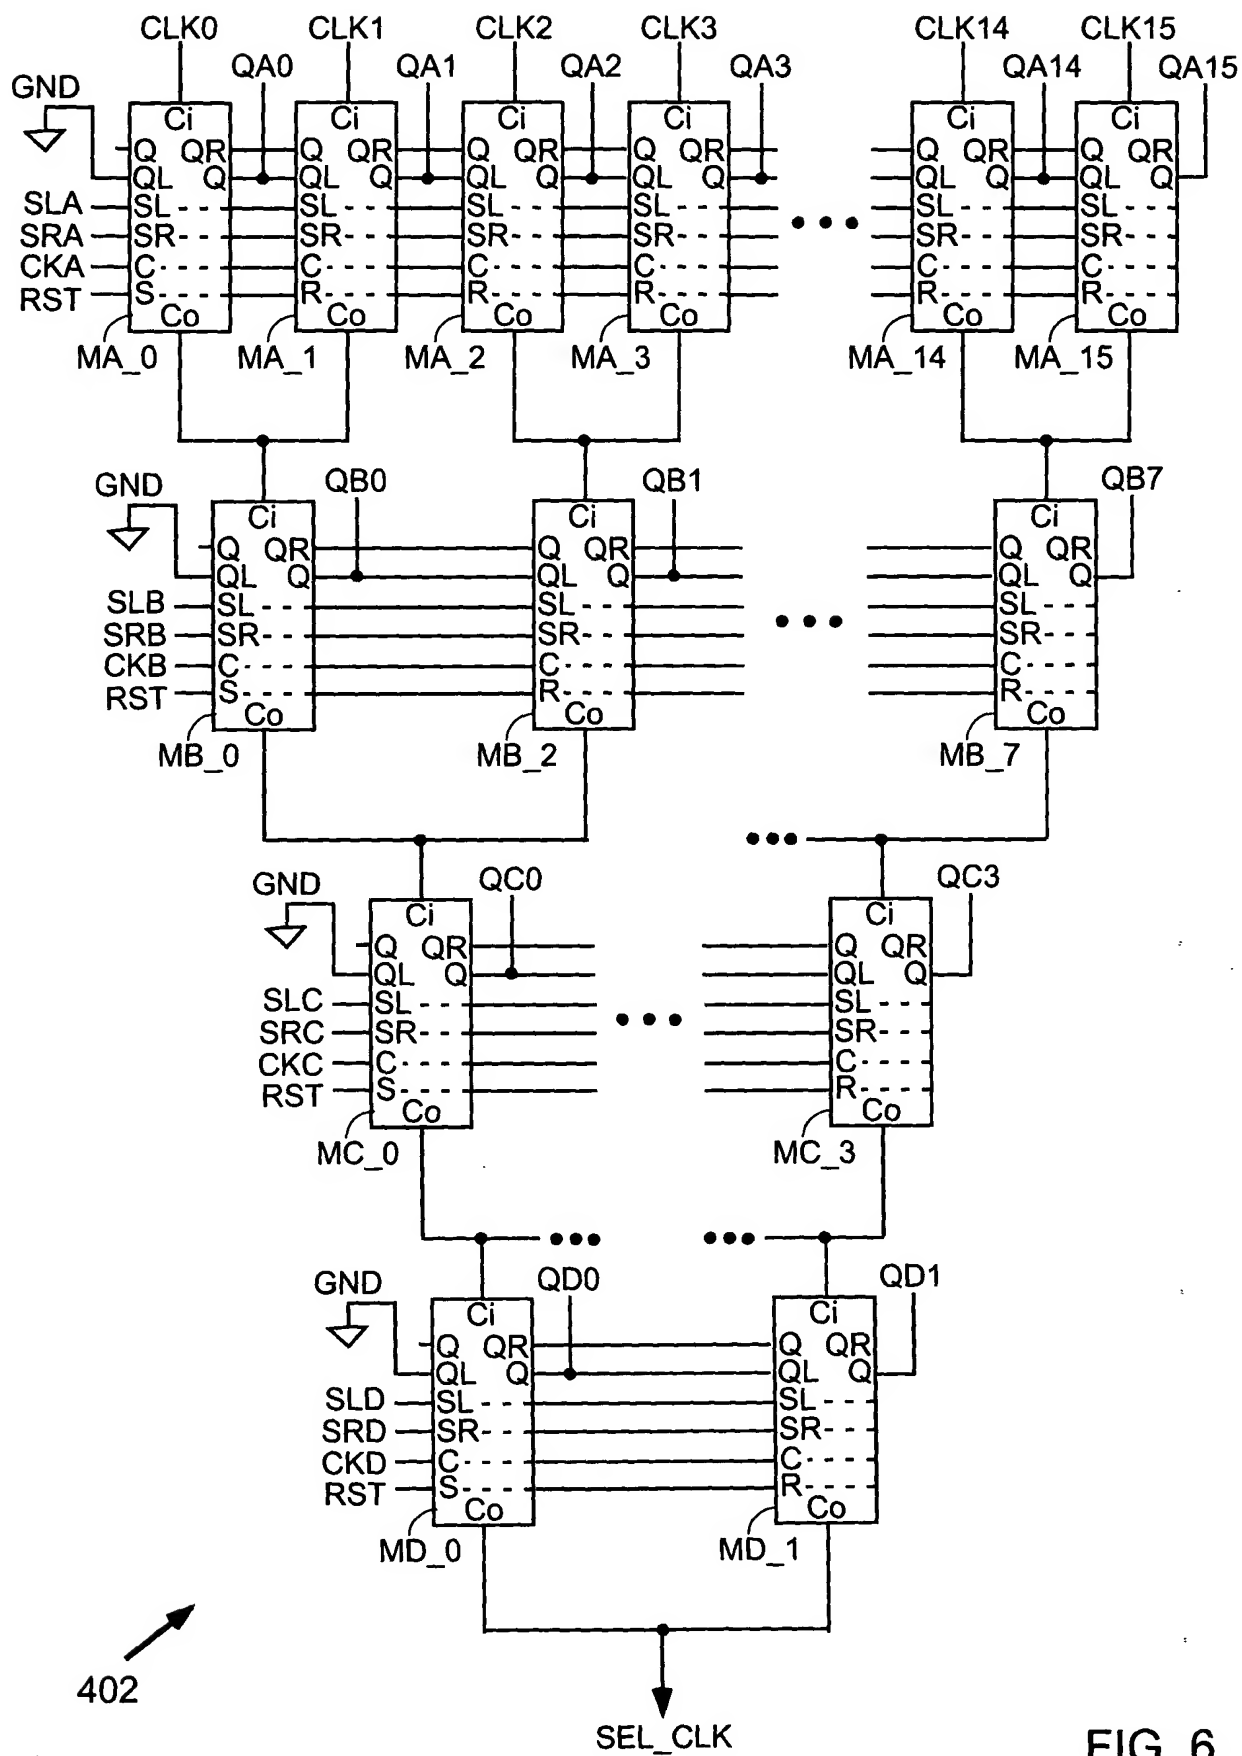 CLK0 CLK1 CLK2 CLK3 CLK14 CLK15
GND QA0 QA1 QA2 QA3 QA14 QA15
Ci Ci Ci Ci Ci Ci
Q QR Q QR Q QR Q QR Q QR Q QR
QL Q QL Q QL Q QL Q QL Q QL Q
SLA SL SL SL SL SL SL
SRA SR SR SR SR SR SR
CKA C C C C C C
RST S R R R R R
Co Co Co Co Co Co
MA_0 MA_1 MA_2 MA_3 MA_14 MA_15
GND QB0 QB1 QB7
Ci Ci Ci
Q QR Q QR Q QR
QL Q QL Q QL Q
SLB SL SL SL
SRB SR SR SR
CKB C C C
RST S R R
Co Co Co
MB_0 MB_2 MB_7
GND QC0 QC3
Ci Ci
Q QR Q QR
QL Q QL Q
SLC SL SL
SRC SR SR
CKC C C
RST S R
Co Co
MC_0 MC_3
GND QD0 QD1
Ci Ci
Q QR Q QR
QL Q QL Q
SLD SL SL
SRD SR SR
CKD C C
RST S R
Co Co
MD_0 MD_1
402
SEL_CLK
FIG. 6